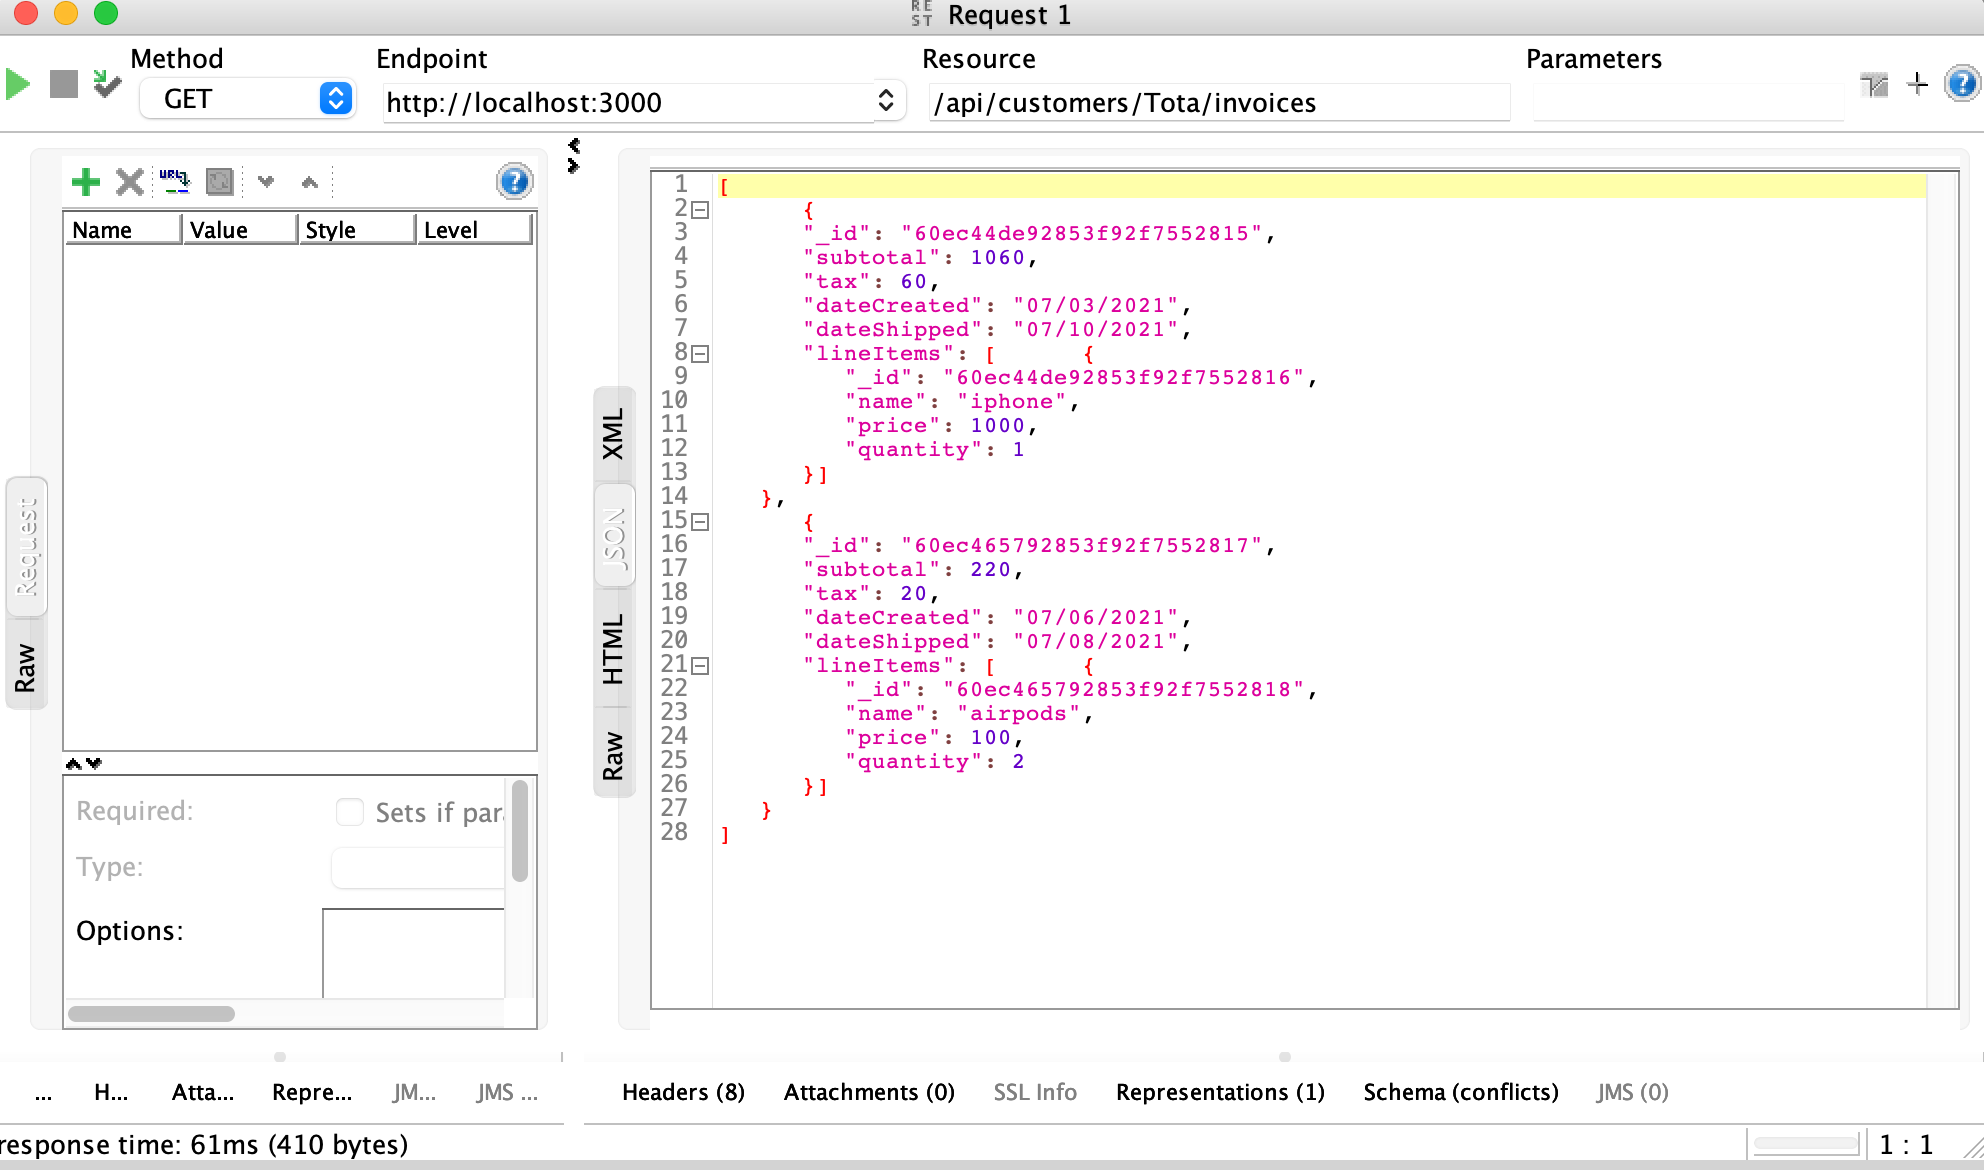 REST Request 1
Method
Endpoint
Resource
Parameters
GET
http://localhost:3000
/api/customers/Tota/invoices
URL
Name Value Style Level
Request
Raw
Required:
Sets if par
Type:
Options:
XML
JSON
HTML
Raw
1 [
2 {
3 "_id": "60ec44de92853f92f7552815",
4 "subtotal": 1060,
5 "tax": 60,
6 "dateCreated": "07/03/2021",
7 "dateShipped": "07/10/2021",
8 "lineItems": [ {
9 "_id": "60ec44de92853f92f7552816",
10 "name": "iphone",
11 "price": 1000,
12 "quantity": 1
13 }]
14 },
15 {
16 "_id": "60ec465792853f92f7552817",
17 "subtotal": 220,
18 "tax": 20,
19 "dateCreated": "07/06/2021",
20 "dateShipped": "07/08/2021",
21 "lineItems": [ {
22 "_id": "60ec465792853f92f7552818",
23 "name": "airpods",
24 "price": 100,
25 "quantity": 2
26 }]
27 }
28 ]
... H... Atta... Repre... JM... JMS ...
Headers (8) Attachments (0) SSL Info Representations (1) Schema (conflicts) JMS (0)
response time: 61ms (410 bytes)
1 : 1